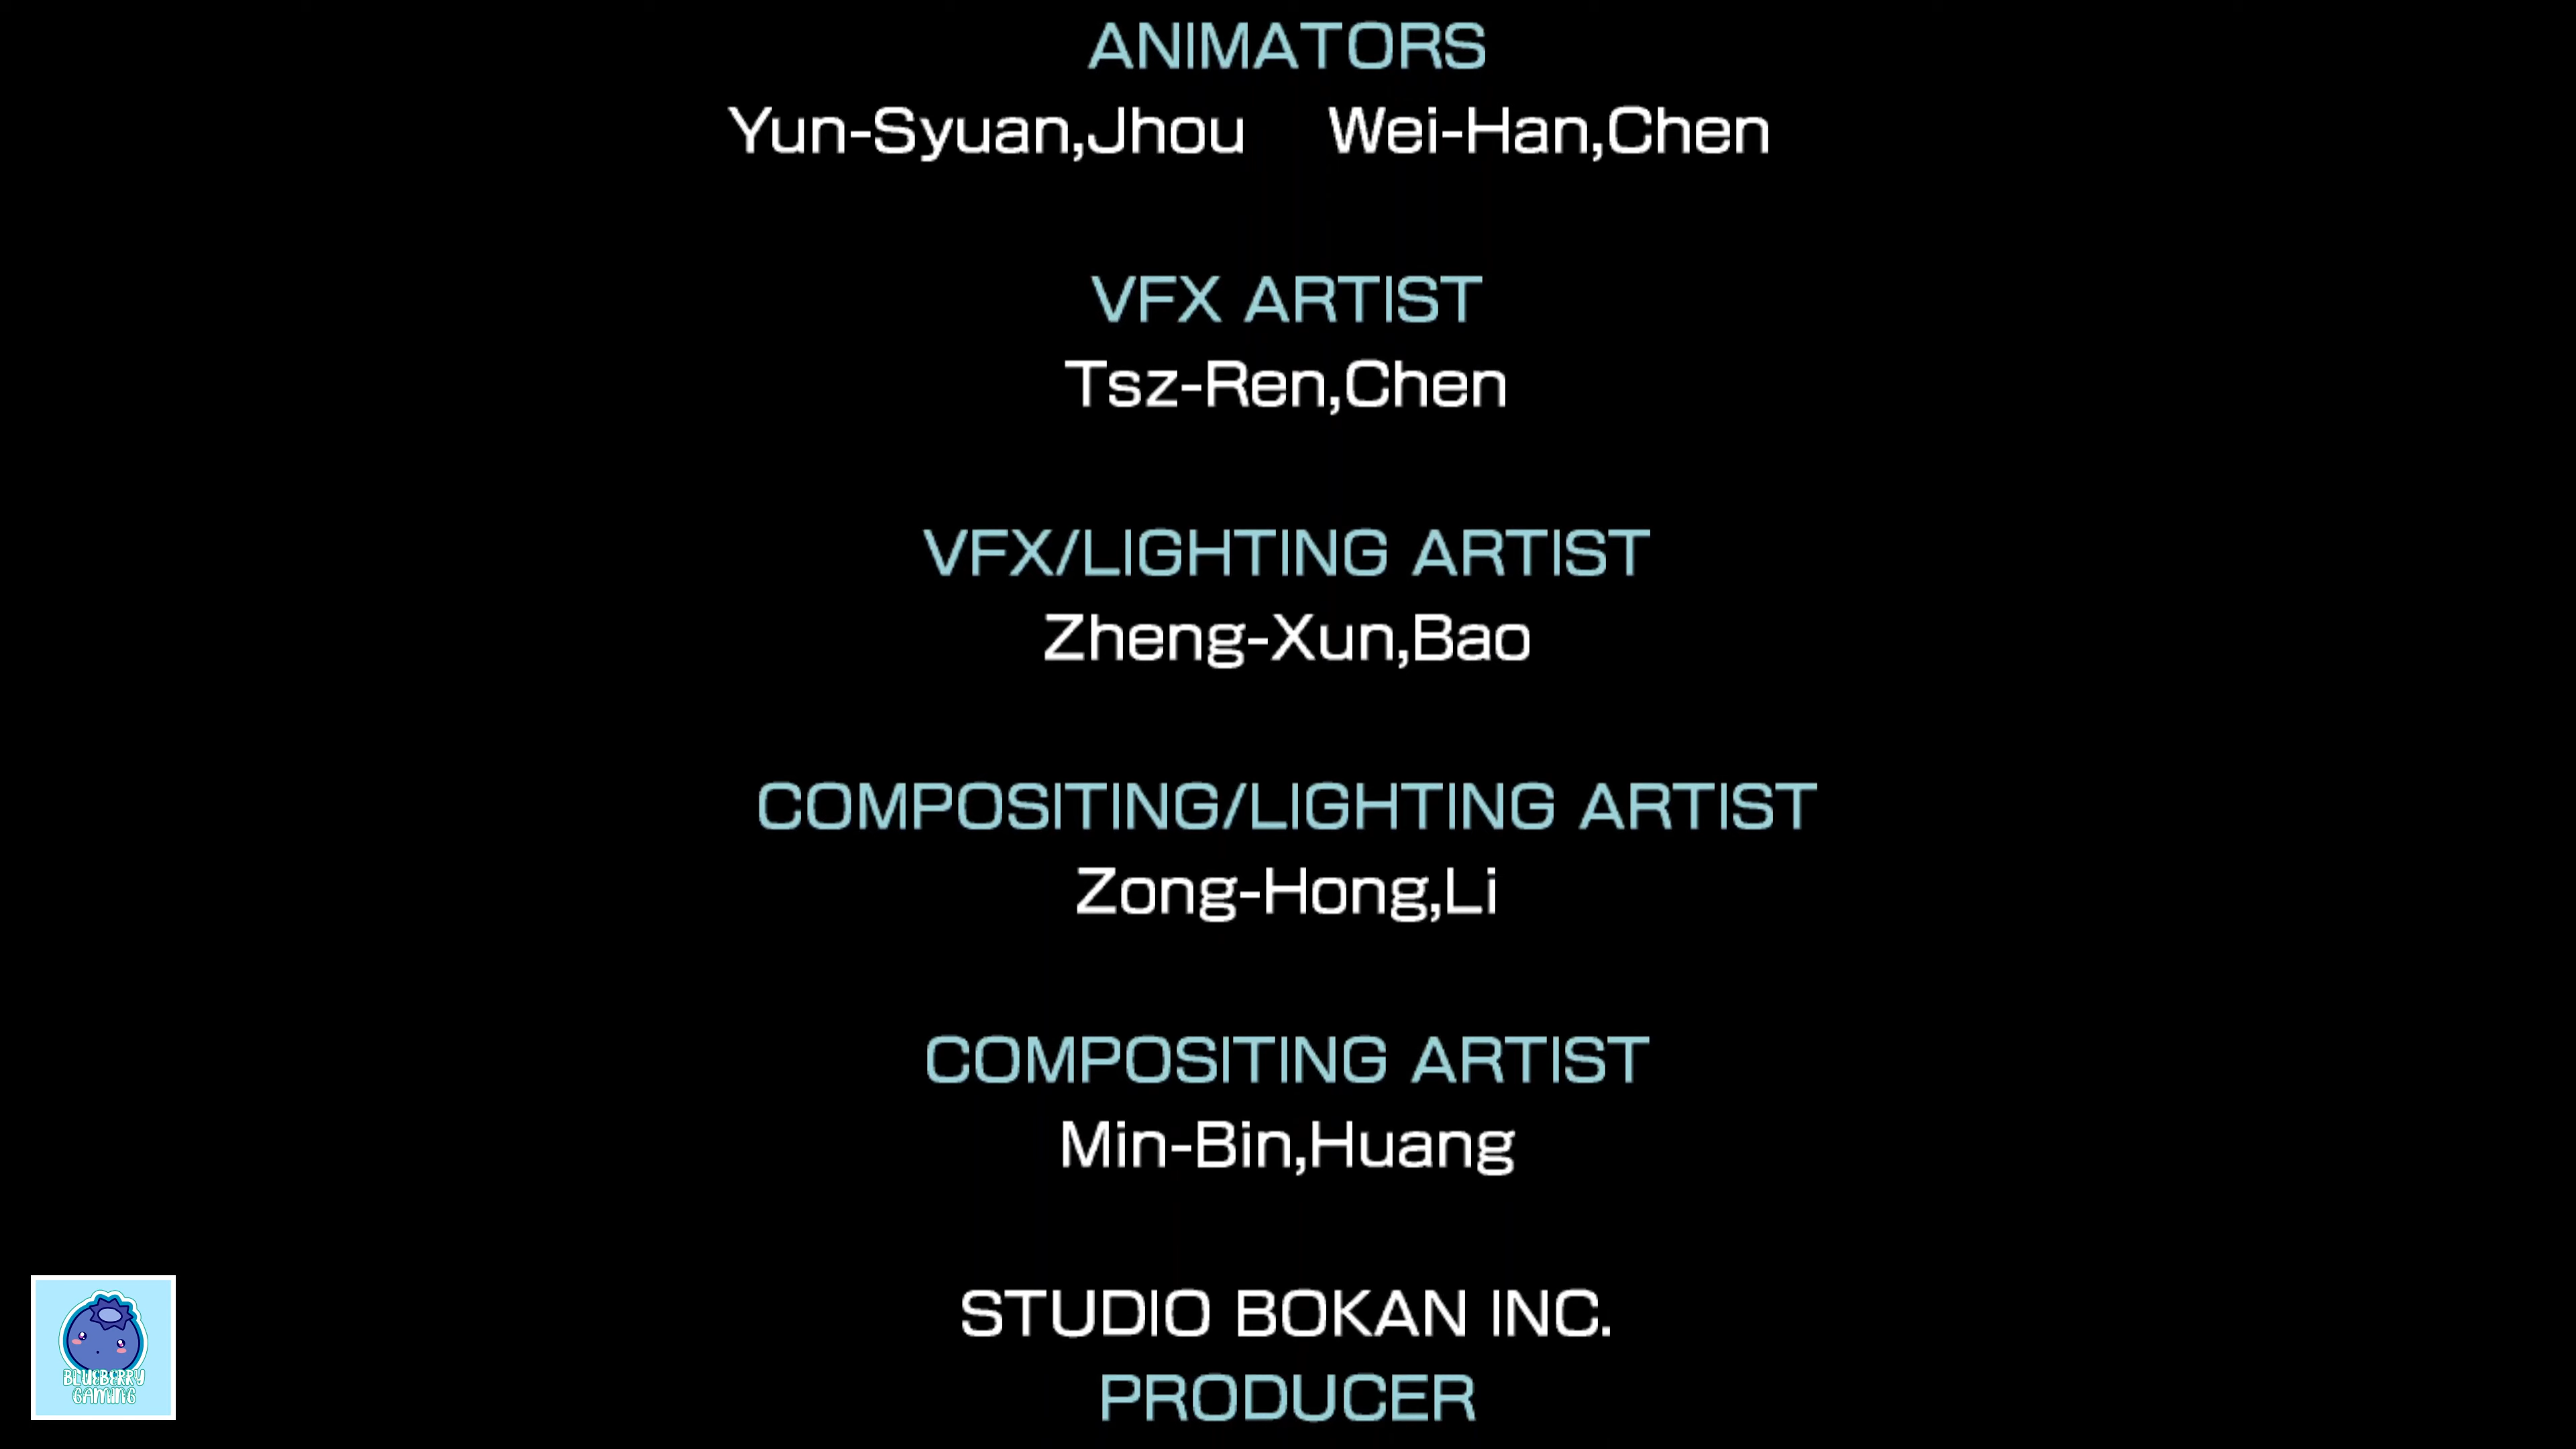 ANIMATORS
Yun-Syuan,Jhou Wei-Han,Chen
VFX ARTIST
Tsz-Ren,Chen
VFX/LIGHTING ARTIST
Zheng-Xun,Bao
COMPOSITING/LIGHTING ARTIST
Zong-Hong,Li
COMPOSITING ARTIST
Min-Bin,Huang
STUDIO BOKAN INC.
PRODUCER
BLUEBERRY
GAMING